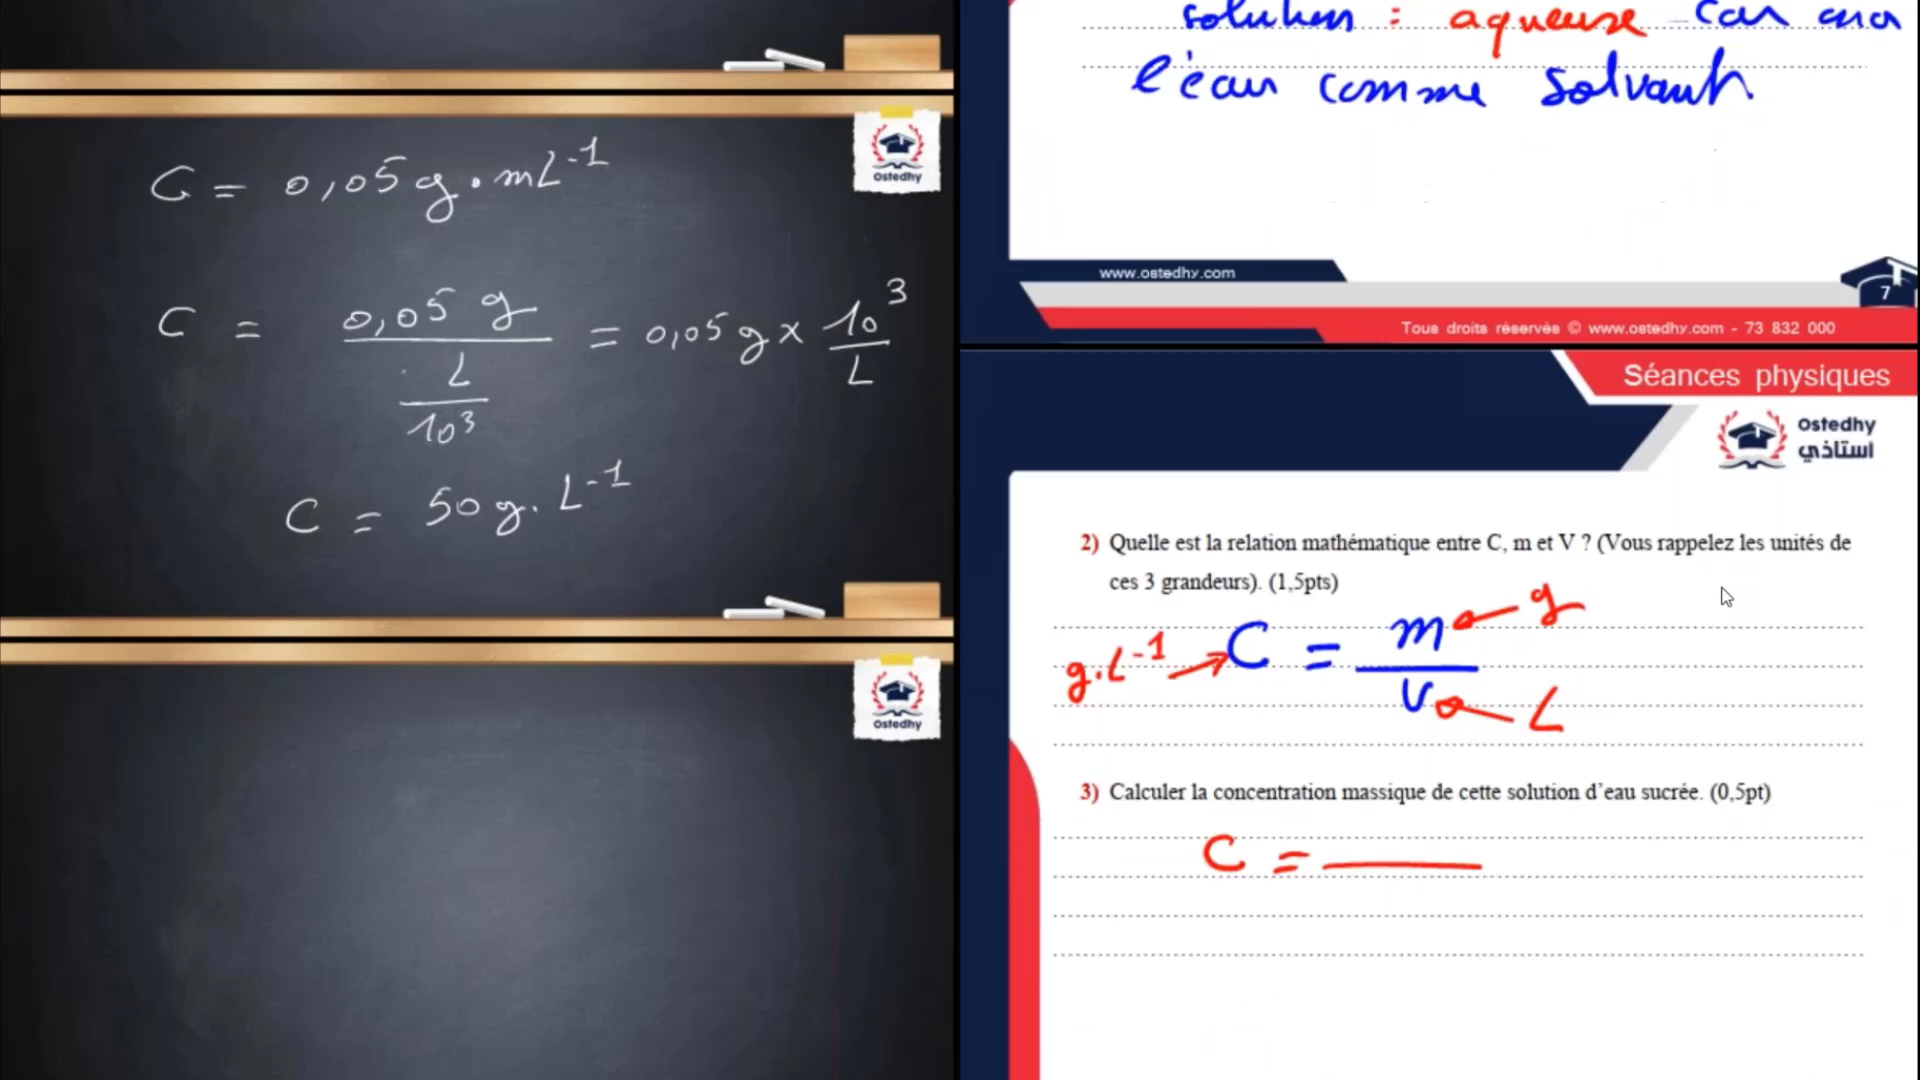 Ostedhy
C = 0,05 g . mL⁻¹
C = 0,05 g / (L / 10³) = 0,05 g x 10³ / L
C = 50 g . L⁻¹
Ostedhy
solution : aqueuse car on a
l'eau comme solvant.
www.ostedhy.com
7
Tous droits réservés © www.ostedhy.com - 73 832 000
Séances physiques
Ostedhy
أستاذي
2) Quelle est la relation mathématique entre C, m et V ? (Vous rappelez les unités de
ces 3 grandeurs). (1,5pts)
g.L⁻¹ → C = m ← g / V ← L
3) Calculer la concentration massique de cette solution d'eau sucrée. (0,5pt)
C =